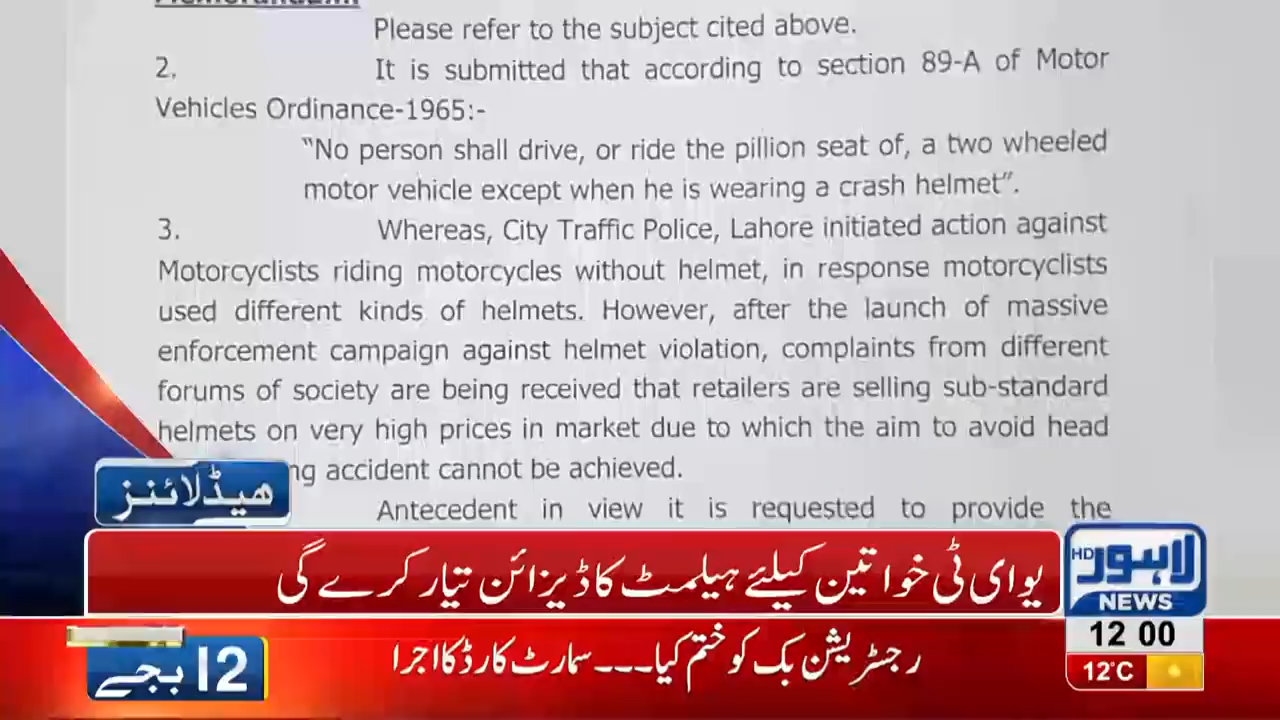 Memorandum:
Please refer to the subject cited above.
2. It is submitted that according to section 89-A of Motor
Vehicles Ordinance-1965:-
"No person shall drive, or ride the pillion seat of, a two wheeled
motor vehicle except when he is wearing a crash helmet".
3. Whereas, City Traffic Police, Lahore initiated action against
Motorcyclists riding motorcycles without helmet, in response motorcyclists
used different kinds of helmets. However, after the launch of massive
enforcement campaign against helmet violation, complaints from different
forums of society are being received that retailers are selling sub-standard
helmets on very high prices in market due to which the aim to avoid head
ng accident cannot be achieved.
Antecedent in view it is requested to provide the
ہیڈلائنز
یو ای ٹی خواتین کیلئے ہیلمٹ کا ڈیزائن تیار کرے گی
HD لاہور
NEWS
رجسٹریشن بک کو ختم کیا۔۔۔سمارٹ کارڈ کا اجرا
12 بجے
12 00
12°C